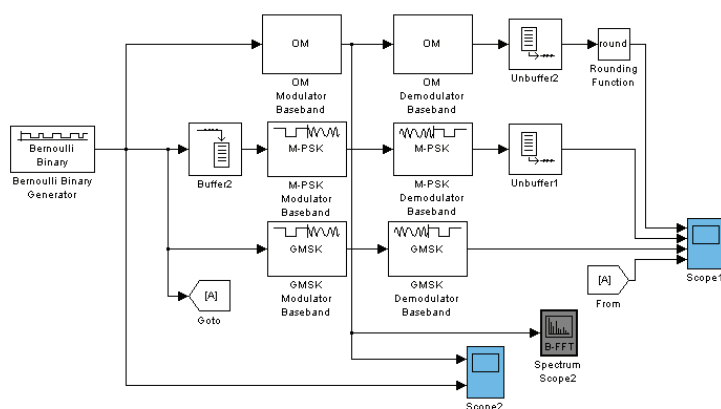 OM
OM
Modulator
Baseband
OM
OM
Demodulator
Baseband
Unbuffer2
round
Rounding
Function
Bernoulli
Binary
Bernoulli Binary
Generator
Buffer2
M-PSK
M-PSK
Modulator
Baseband
M-PSK
M-PSK
Demodulator
Baseband
Unbuffer1
GMSK
GMSK
Modulator
Baseband
GMSK
GMSK
Demodulator
Baseband
[A]
Goto
[A]
From
Scope1
B-FFT
Spectrum
Scope2
Scope2